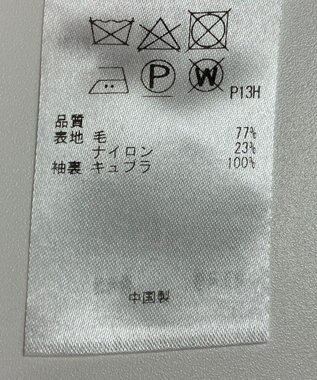 P W P13H
品質
表地 毛 77%
ナイロン 23%
袖裏 キュプラ 100%
中国製